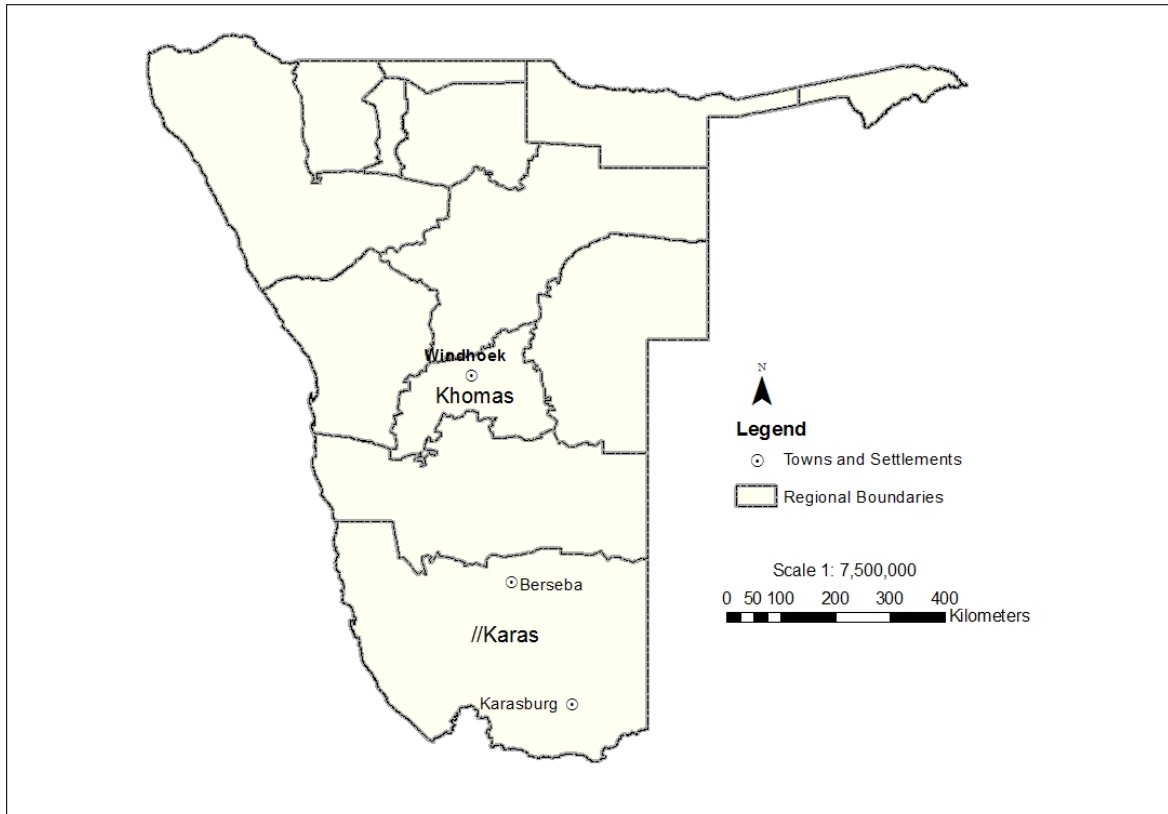 Windhoek
Khomas
N
Legend
Towns and Settlements
Regional Boundaries
Berseba
Scale 1: 7,500,000
0 50 100 200 300 400
Kilometers
//Karas
Karasburg